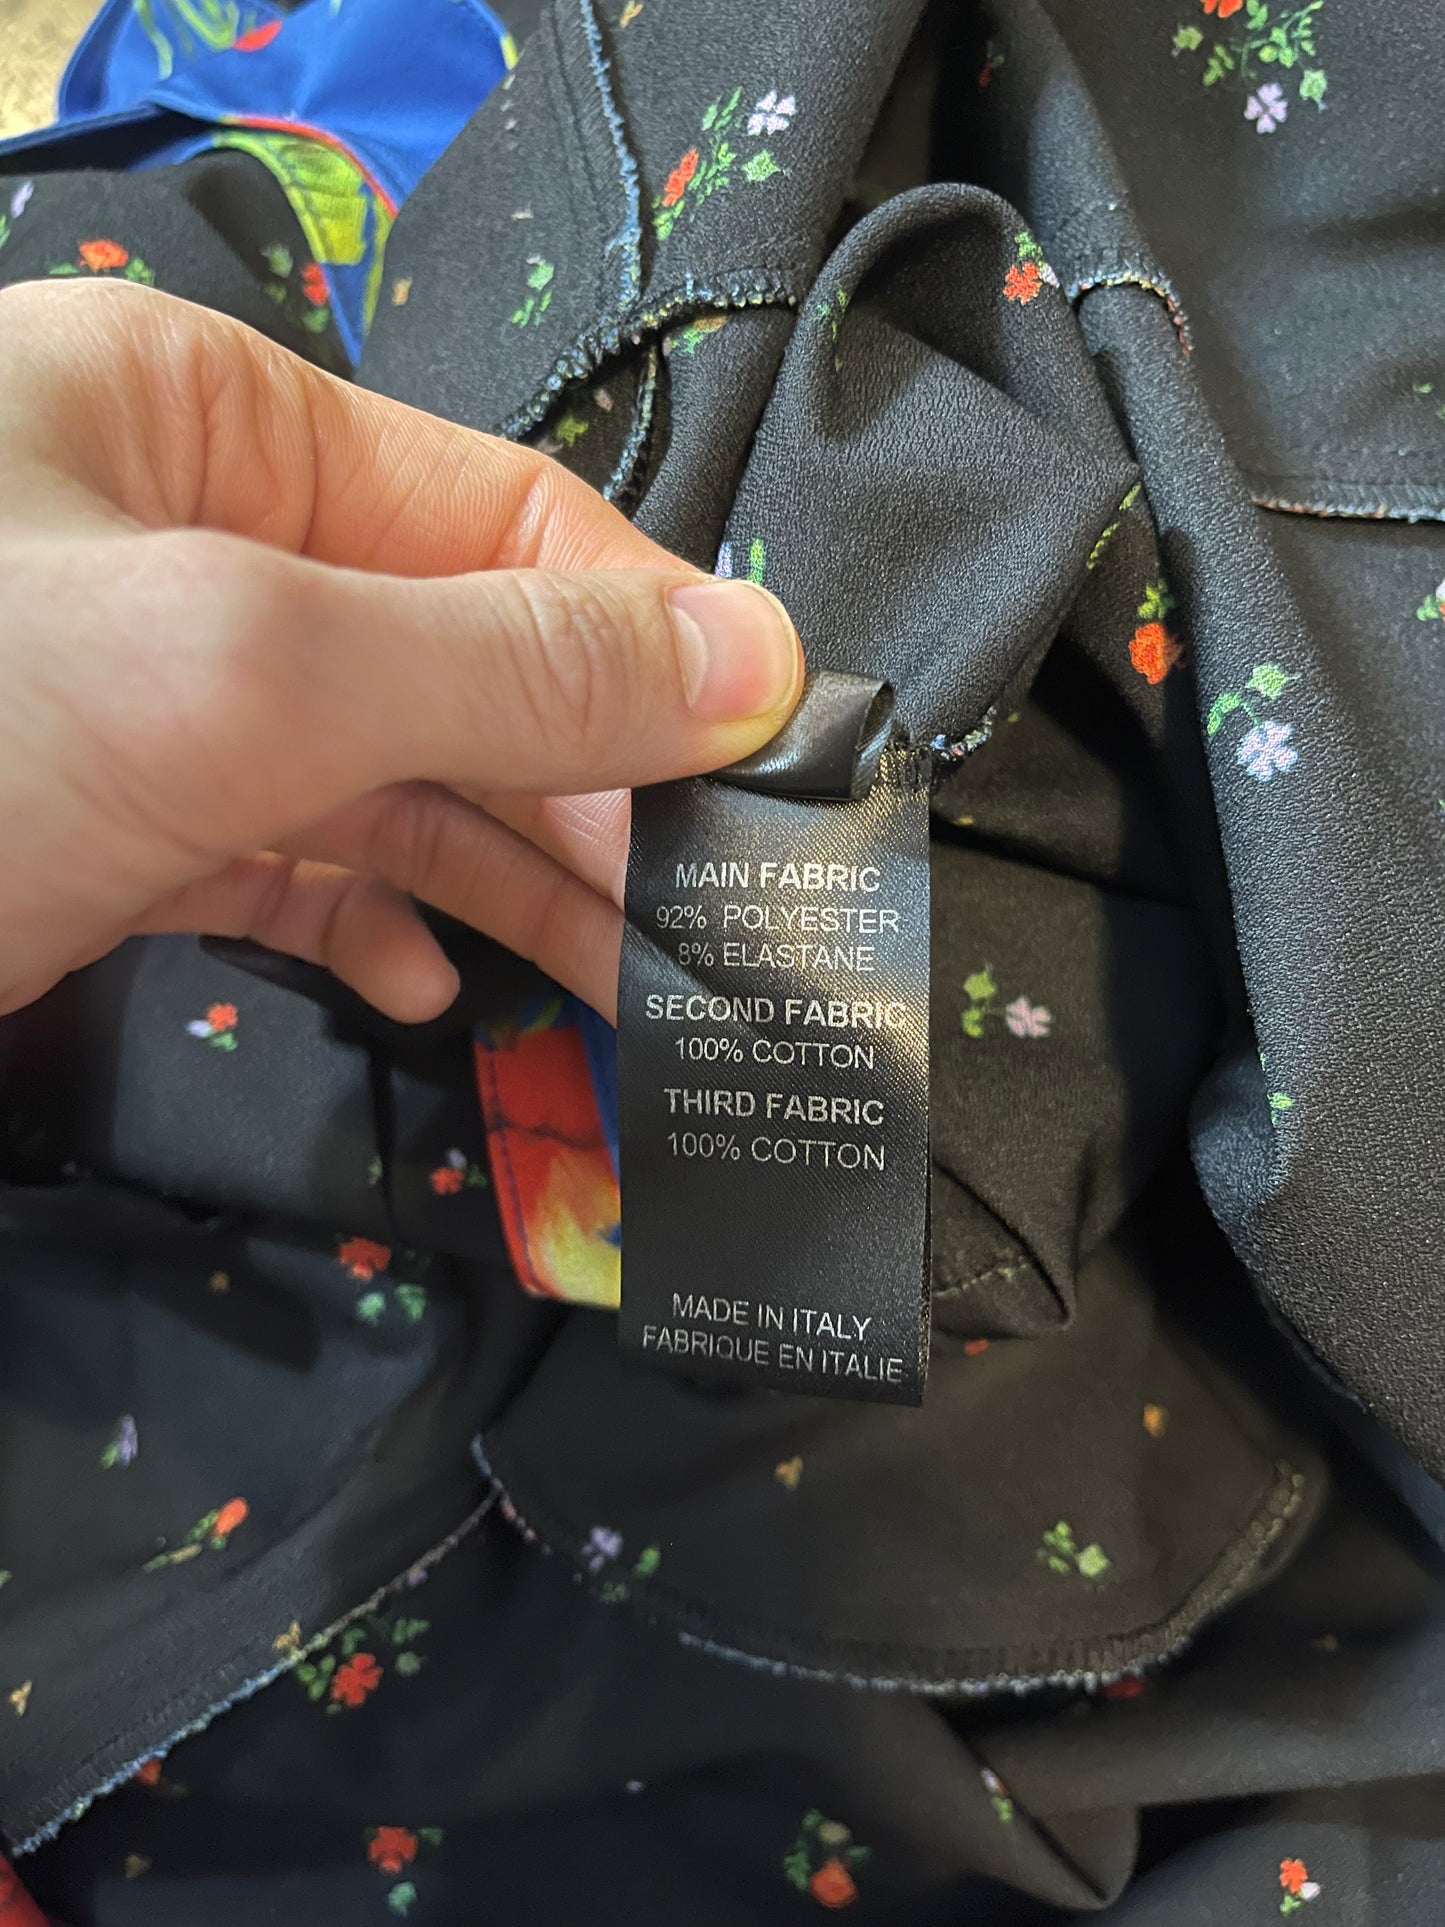 MAIN FABRIC
92% POLYESTER
8% ELASTANE
SECOND FABRIC
100% COTTON
THIRD FABRIC
100% COTTON
MADE IN ITALY
FABRIQUE EN ITALIE